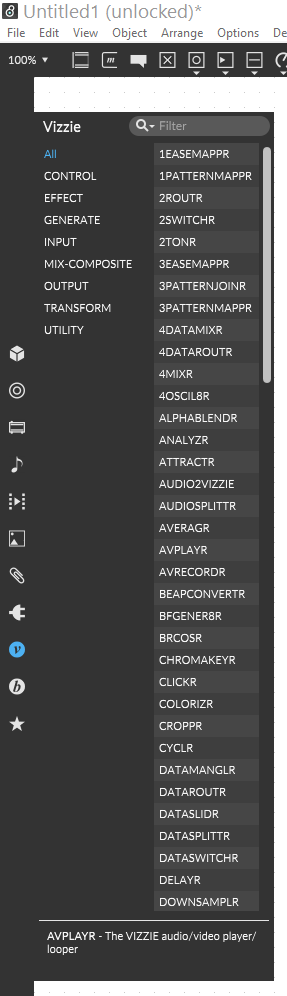 Untitled1 (unlocked)*
File Edit View Object Arrange Options De
100%
Vizzie
Filter
All
CONTROL
EFFECT
GENERATE
INPUT
MIX-COMPOSITE
OUTPUT
TRANSFORM
UTILITY
1EASEMAPPR
1PATTERNMAPPR
2ROUTR
2SWITCHR
2TONR
3EASEMAPPR
3PATTERNJOINR
3PATTERNMAPPR
4DATAMIXR
4DATAROUTR
4MIXR
4OSCIL8R
ALPHABLENDR
ANALYZR
ATTRACTR
AUDIO2VIZZIE
AUDIOSPLITTR
AVERAGR
AVPLAYR
AVRECORDR
BEAPCONVERTR
BFGENER8R
BRCOSR
CHROMAKEYR
CLICKR
COLORIZR
CROPPR
CYCLR
DATAMANGLR
DATAROUTR
DATASLIDR
DATASPLITTR
DATASWITCHR
DELAYR
DOWNSAMPLR
AVPLAYR - The VIZZIE audio/video player/
looper